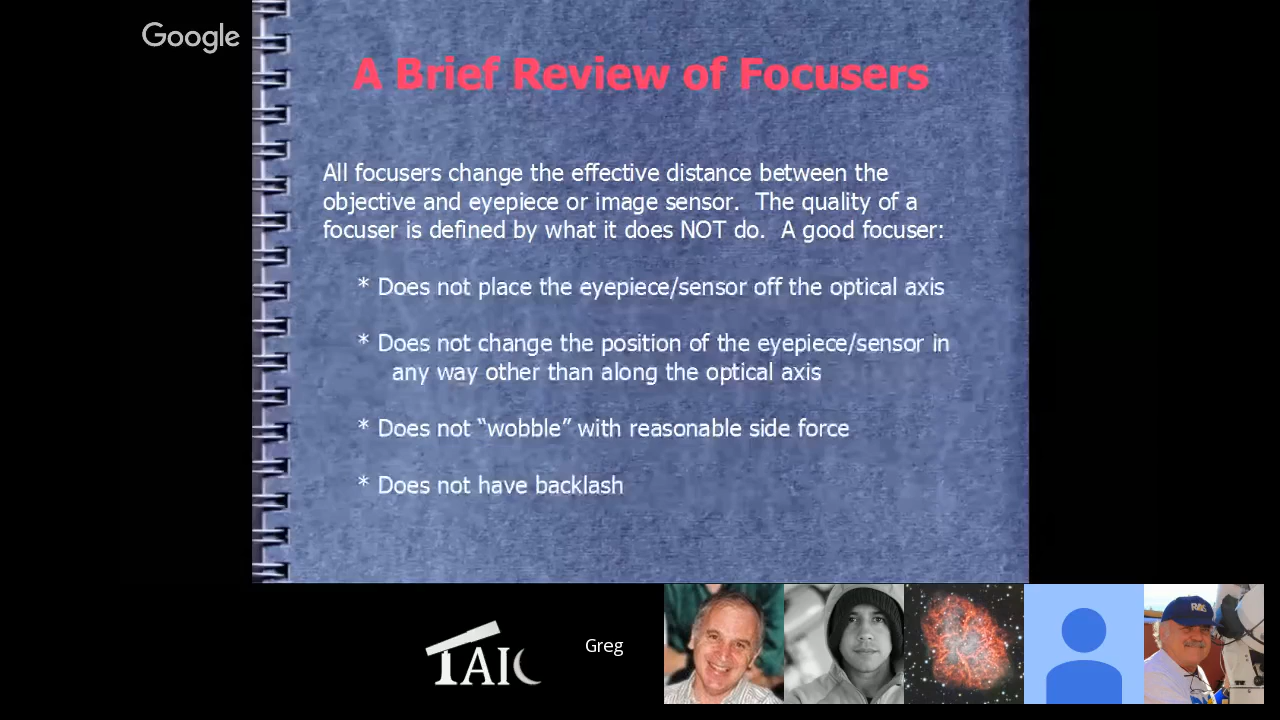 Google
A Brief Review of Focusers
All focusers change the effective distance between the
objective and eyepiece or image sensor.  The quality of a
focuser is defined by what it does NOT do.  A good focuser:
* Does not place the eyepiece/sensor off the optical axis
* Does not change the position of the eyepiece/sensor in
any way other than along the optical axis
* Does not “wobble” with reasonable side force
* Does not have backlash
TAIC
Greg
RAS